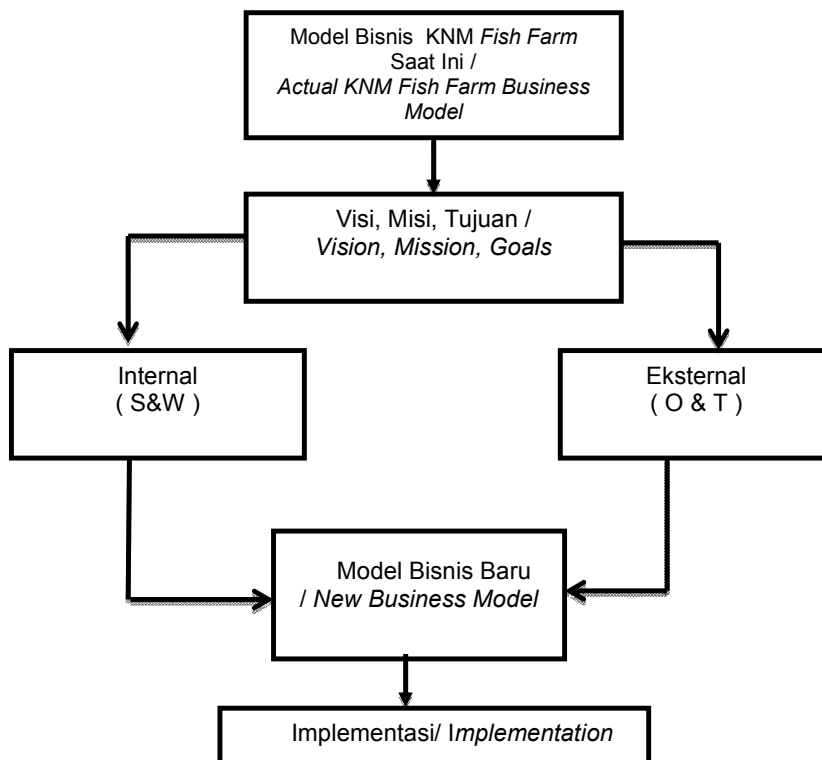 Model Bisnis KNM Fish Farm
Saat Ini /
Actual KNM Fish Farm Business
Model
Visi, Misi, Tujuan /
Vision, Mission, Goals
Internal
( S&W )
Eksternal
( O & T )
Model Bisnis Baru
/ New Business Model
Implementasi/ Implementation